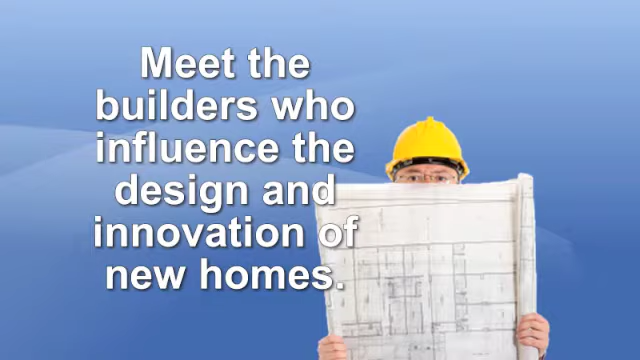 Meet the
builders who
influence the
design and
innovation of
new homes.